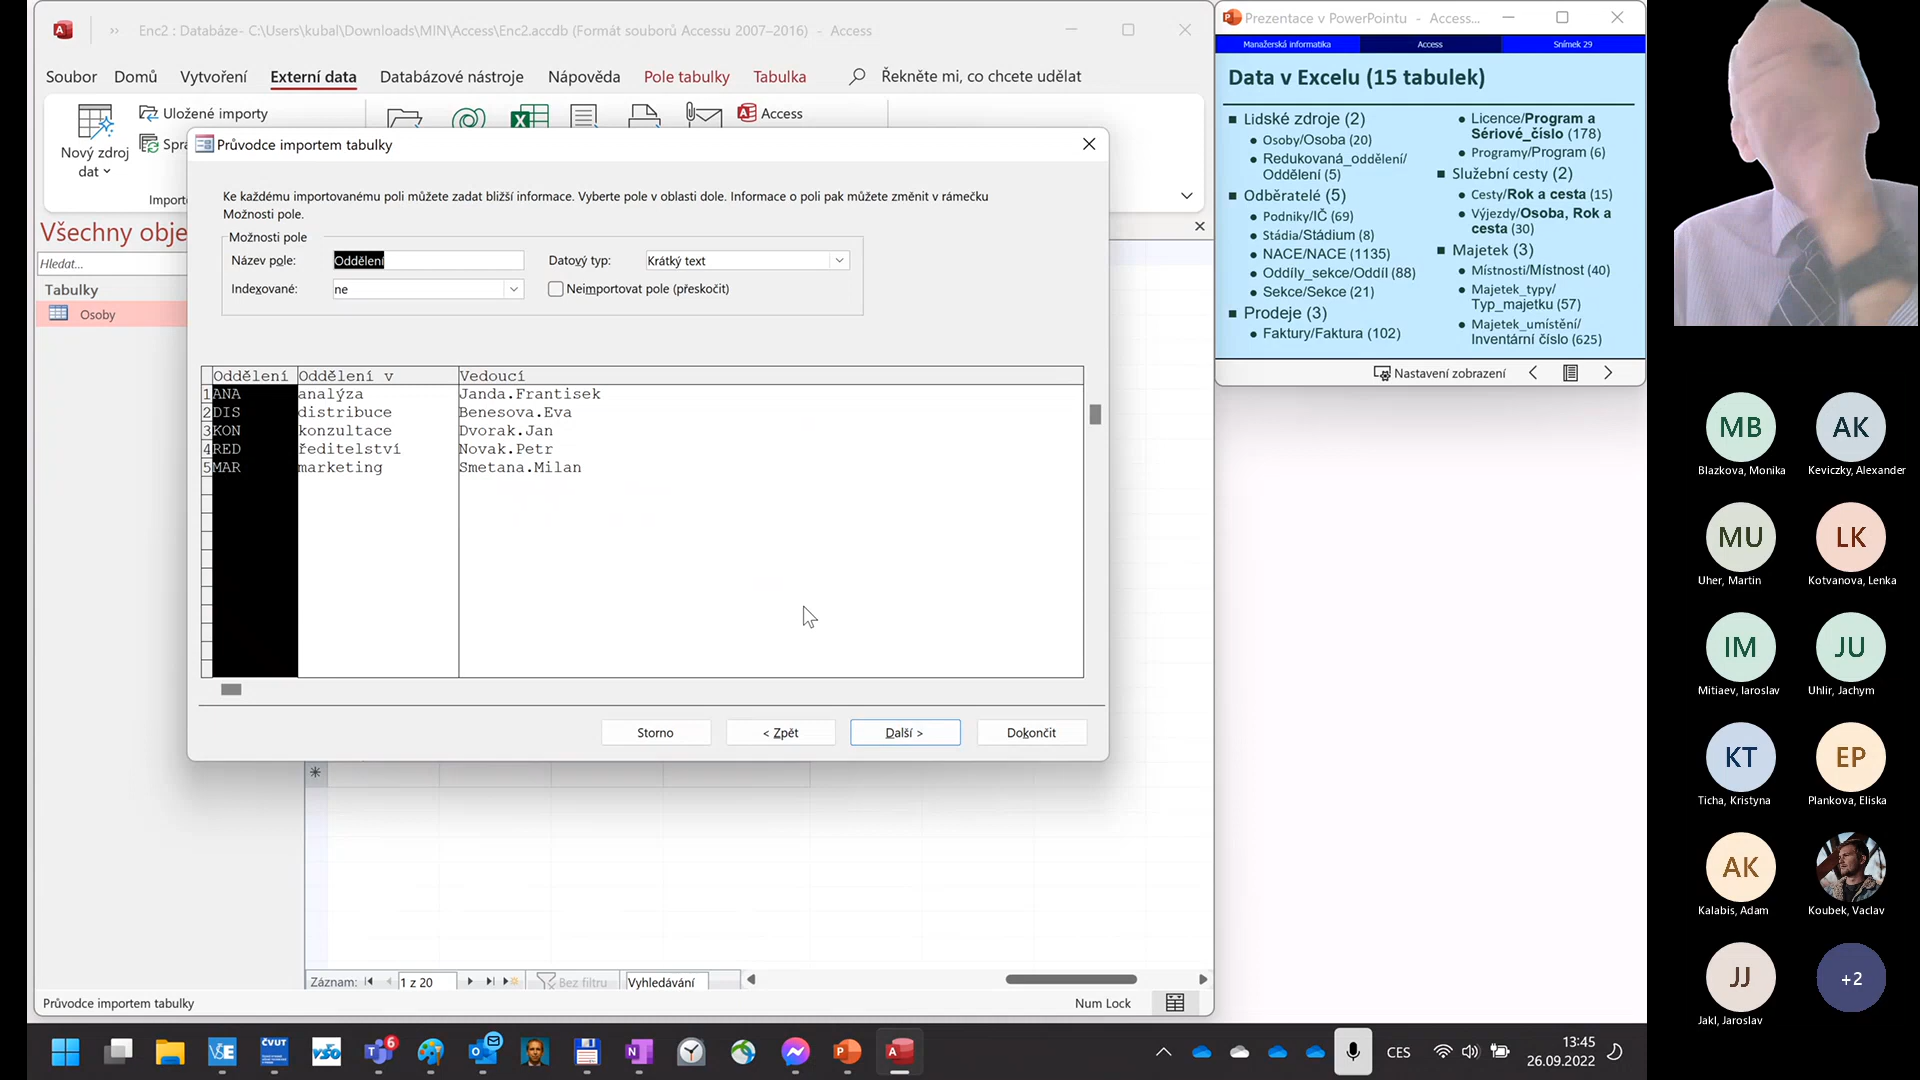 Enc2 : Databáze- C:\Users\kubal\Downloads\MIN\Access\Enc2.accdb (Formát souborů Accessu 2007–2016) - Access
Soubor Domů Vytvoření Externí data Databázové nástroje Nápověda Pole tabulky Tabulka Řekněte mi, co chcete udělat
Nový zdroj
dat
Uložené importy
Access
Import
Všechny obje
Hledat...
Tabulky
Osoby
Průvodce importem tabulky
Ke každému importovanému poli můžete zadat bližší informace. Vyberte pole v oblasti dole. Informace o poli pak můžete změnit v rámečku
Možnosti pole.
Možnosti pole
Název pole: Oddělení Datový typ: Krátký text
Indexované: ne Neimportovat pole (přeskočit)
Oddělení Oddělení v Vedoucí
1 ANA analýza Janda.Frantisek
2 DIS distribuce Benesova.Eva
3 KON konzultace Dvorak.Jan
4 RED ředitelství Novak.Petr
5 MAR marketing Smetana.Milan
Storno < Zpět Další > Dokončit
Záznam: 1 z 20 Bez filtru Vyhledávání
Průvodce importem tabulky Num Lock
Prezentace v PowerPointu - Access...
Manažerská informatika Access Snímek 29
Data v Excelu (15 tabulek)
Lidské zdroje (2)
Osoby/Osoba (20)
Redukovaná_oddělení/
Oddělení (5)
Odběratelé (5)
Podniky/IČ (69)
Stádia/Stádium (8)
NACE/NACE (1135)
Oddíly_sekce/Oddíl (88)
Sekce/Sekce (21)
Prodeje (3)
Faktury/Faktura (102)
Licence/Program a
Sériové_číslo (178)
Programy/Program (6)
Služební cesty (2)
Cesty/Rok a cesta (15)
Výjezdy/Osoba, Rok a
cesta (30)
Majetek (3)
Místnosti/Místnost (40)
Majetek_typy/
Typ_majetku (57)
Majetek_umístění/
Inventární číslo (625)
Nastavení zobrazení
MB AK
Blazkova, Monika Keviczky, Alexander
MU LK
Uher, Martin Kotvanova, Lenka
IM JU
Mitiaev, Iaroslav Uhlir, Jachym
KT EP
Ticha, Kristyna Plankova, Eliska
AK
Kalabis, Adam Koubek, Vaclav
JJ +2
Jakl, Jaroslav
CES
13:45
26.09.2022